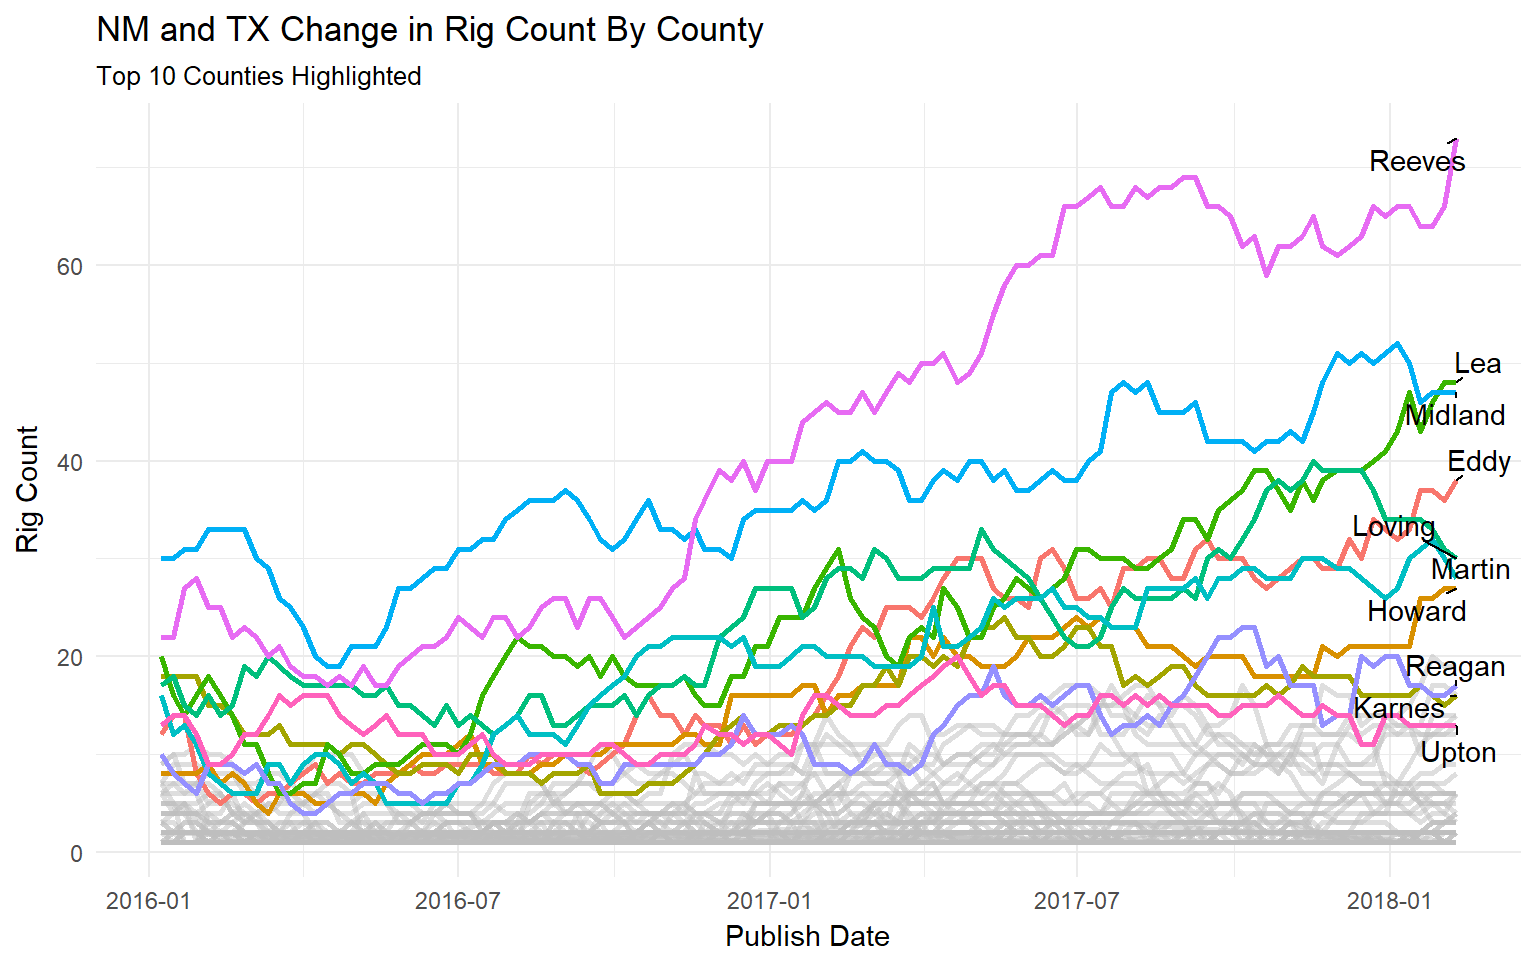 NM and TX Change in Rig Count By County
Top 10 Counties Highlighted
Rig Count
60
40
20
0
Reeves
Lea
Midland
Eddy
Loving
Martin
Howard
Reagan
Karnes
Upton
2016-01
2016-07
2017-01
2017-07
2018-01
Publish Date